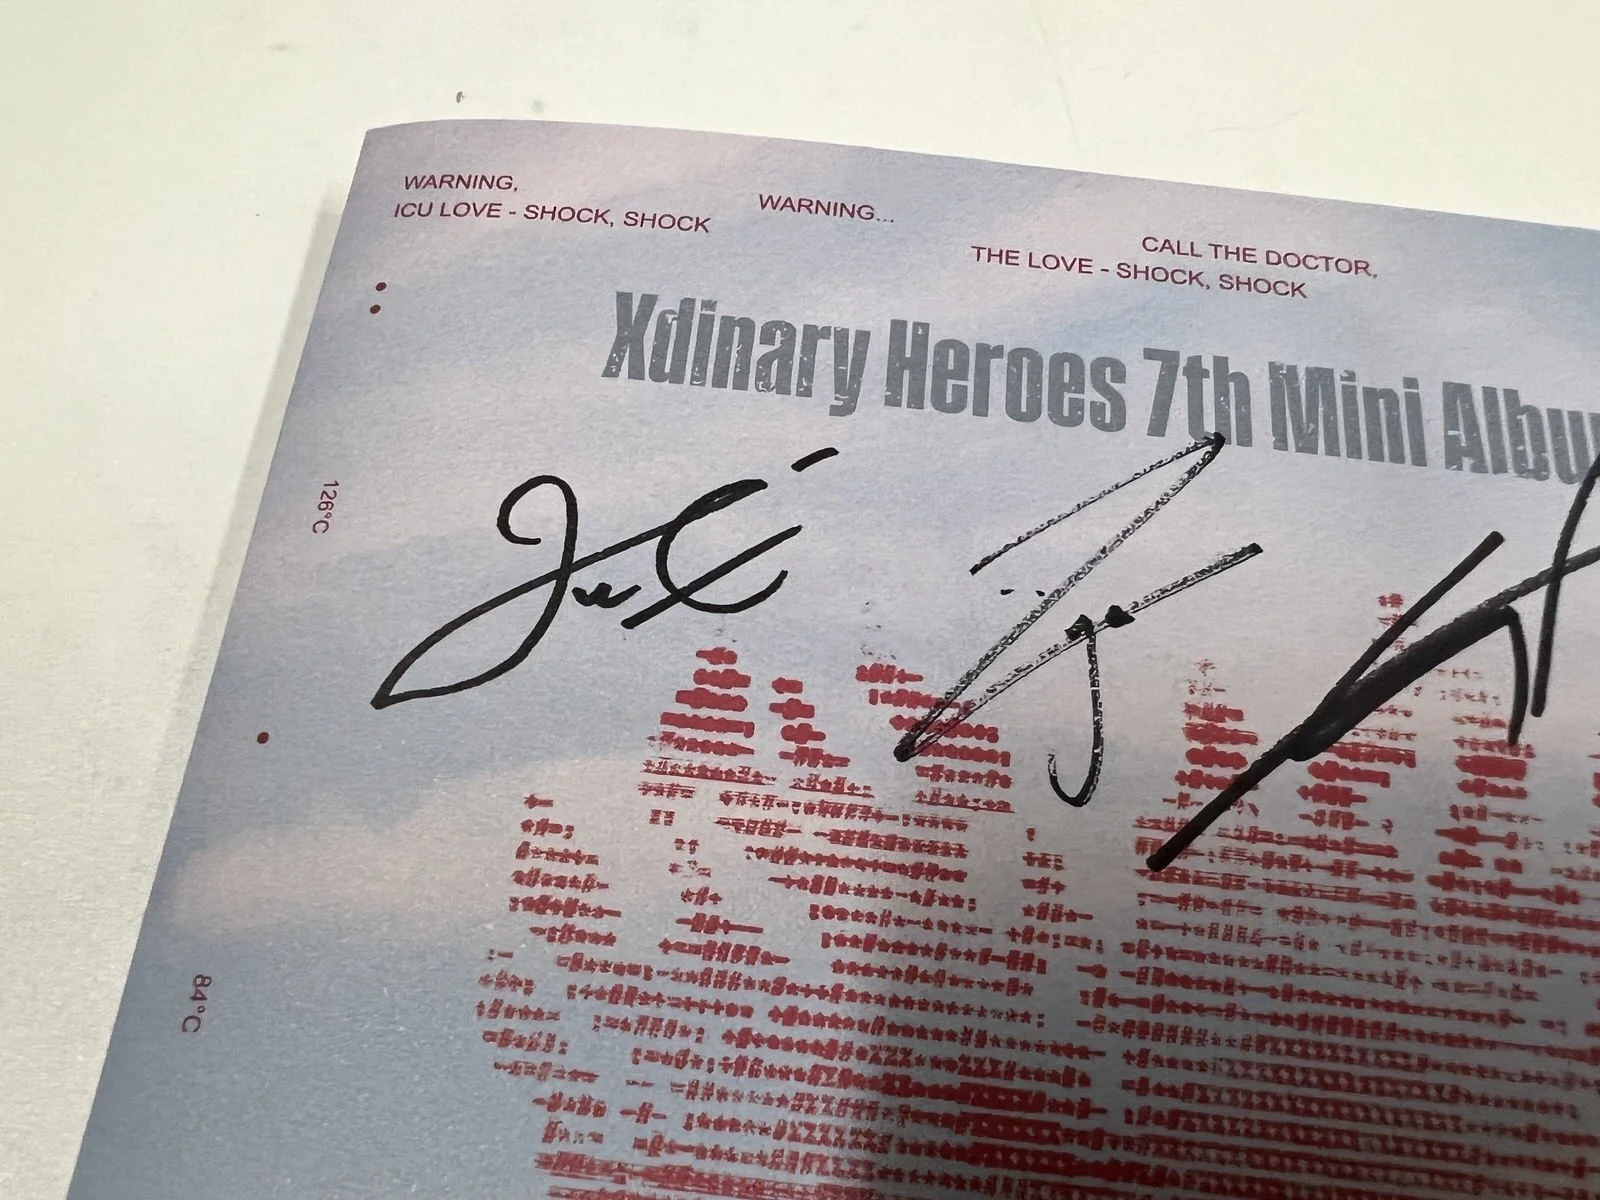 WARNING,
ICU LOVE - SHOCK, SHOCK
WARNING...
CALL THE DOCTOR,
THE LOVE - SHOCK, SHOCK
Xdinary Heroes 7th Mini Album
126°C
84°C